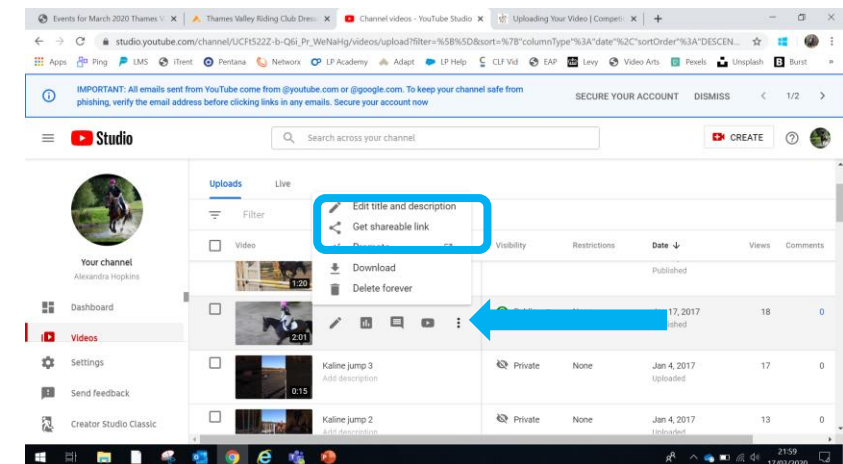 Events for March 2020 Thames V
Thames Valley Riding Club Dress
Channel videos - YouTube Studio
Uploading Your Video | Competi
studio.youtube.com/channel/UCFt522Z-b-Q6i_Pr_WeNaHg/videos/upload?filter=%5B%5D&sort=%7B"columnType"%3A"date"%2C"sortOrder"%3A"DESCEN...
Apps Ping LMS iTrent Pentana Networx LP Academy Adapt LP Help CLF Vid EAP Levy Video Arts Pexels Unsplash Burst »
IMPORTANT: All emails sent from YouTube come from @youtube.com or @google.com. To keep your channel safe from
phishing, verify the email address before clicking links in any emails. Secure your account now
SECURE YOUR ACCOUNT DISMISS < 1/2 >
Studio
Search across your channel
CREATE
Your channel
Alexandra Hopkins
Dashboard
Videos
Settings
Send feedback
Creator Studio Classic
Uploads Live
Filter
Edit title and description
Get shareable link
Promote
Download
Delete forever
Video Visibility Restrictions Date Views Comments
1:20 Published
2:01 17, 2017 18 0
Kaline jump 3 Private None Jan 4, 2017 17 0
Add description Uploaded
0:15
Kaline jump 2 Private None Jan 4, 2017 13 0
Add description Uploaded
21:59
17/03/2020